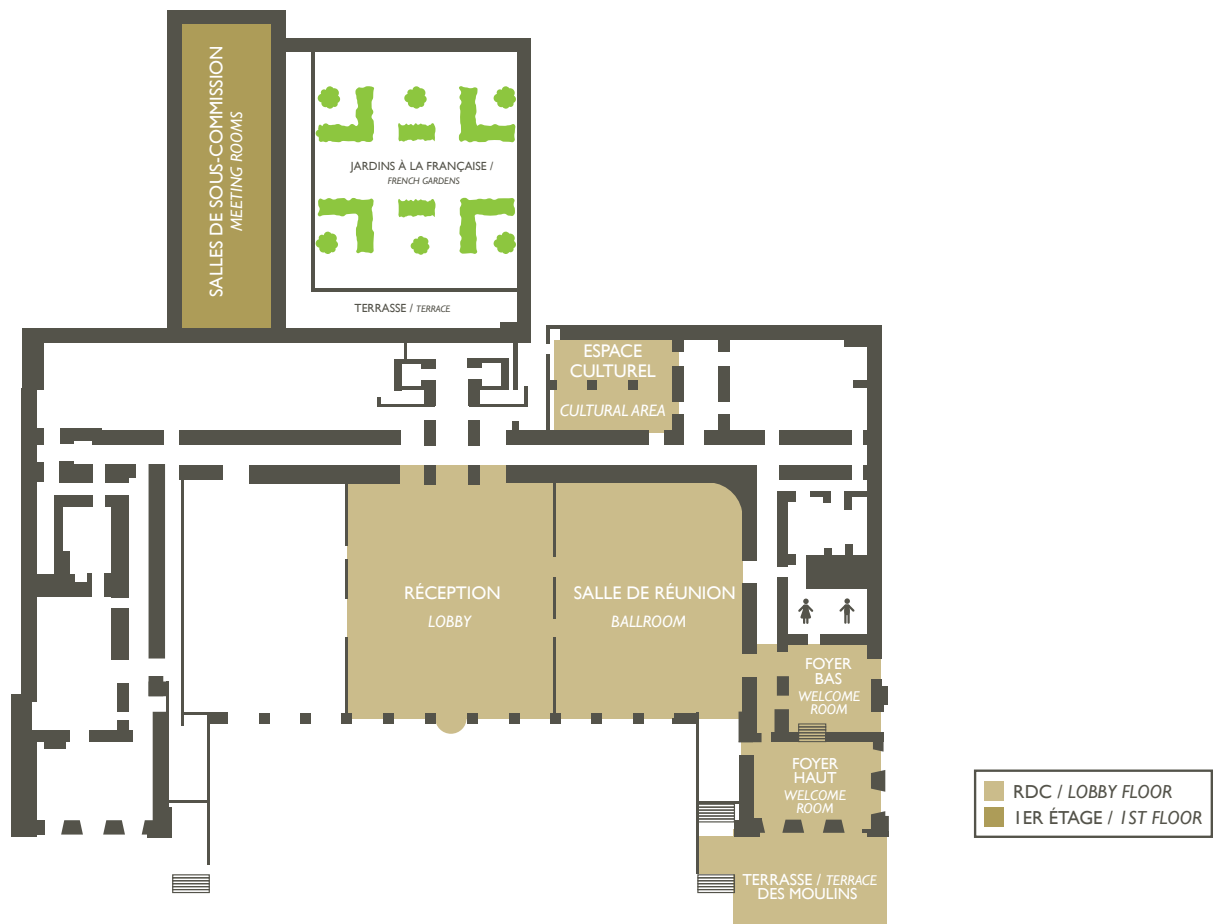 SALLES DE SOUS-COMMISSION
MEETING ROOMS
JARDINS À LA FRANÇAISE /
FRENCH GARDENS
TERRASSE / TERRACE
ESPACE
CULTUREL
CULTURAL AREA
RÉCEPTION
LOBBY
SALLE DE RÉUNION
BALLROOM
FOYER
BAS
WELCOME
ROOM
FOYER
HAUT
WELCOME
ROOM
TERRASSE / TERRACE
DES MOULINS
RDC / LOBBY FLOOR
1ER ÉTAGE / 1ST FLOOR